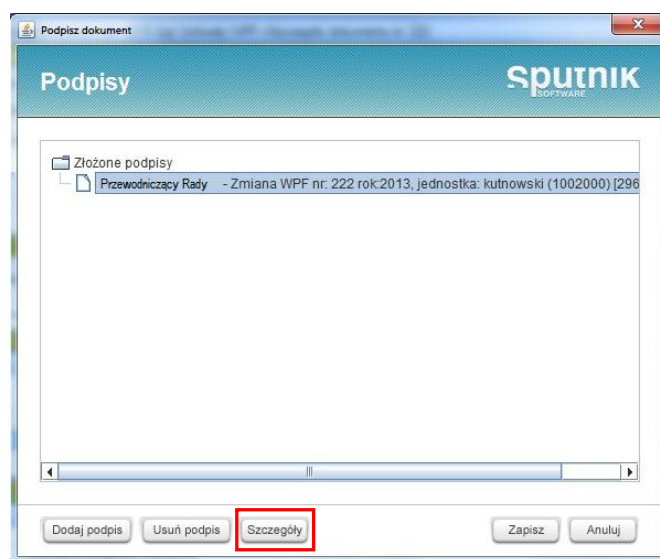 Podpisz dokument
Podpisy
Sputnik
SOFTWARE
Złożone podpisy
Przewodniczący Rady - Zmiana WPF nr: 222 rok:2013, jednostka: kutnowski (1002000) [296
Dodaj podpis Usuń podpis Szczegóły Zapisz Anuluj